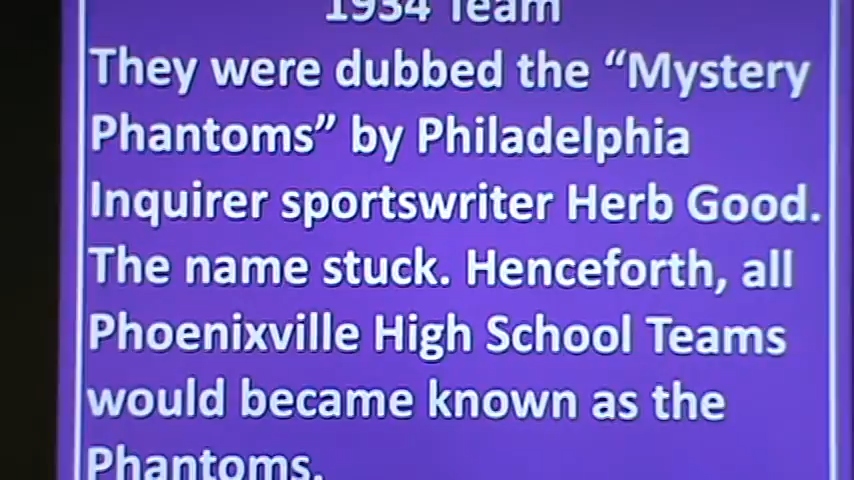 1934 Team
They were dubbed the “Mystery
Phantoms” by Philadelphia
Inquirer sportswriter Herb Good.
The name stuck. Henceforth, all
Phoenixville High School Teams
would became known as the
Phantoms.